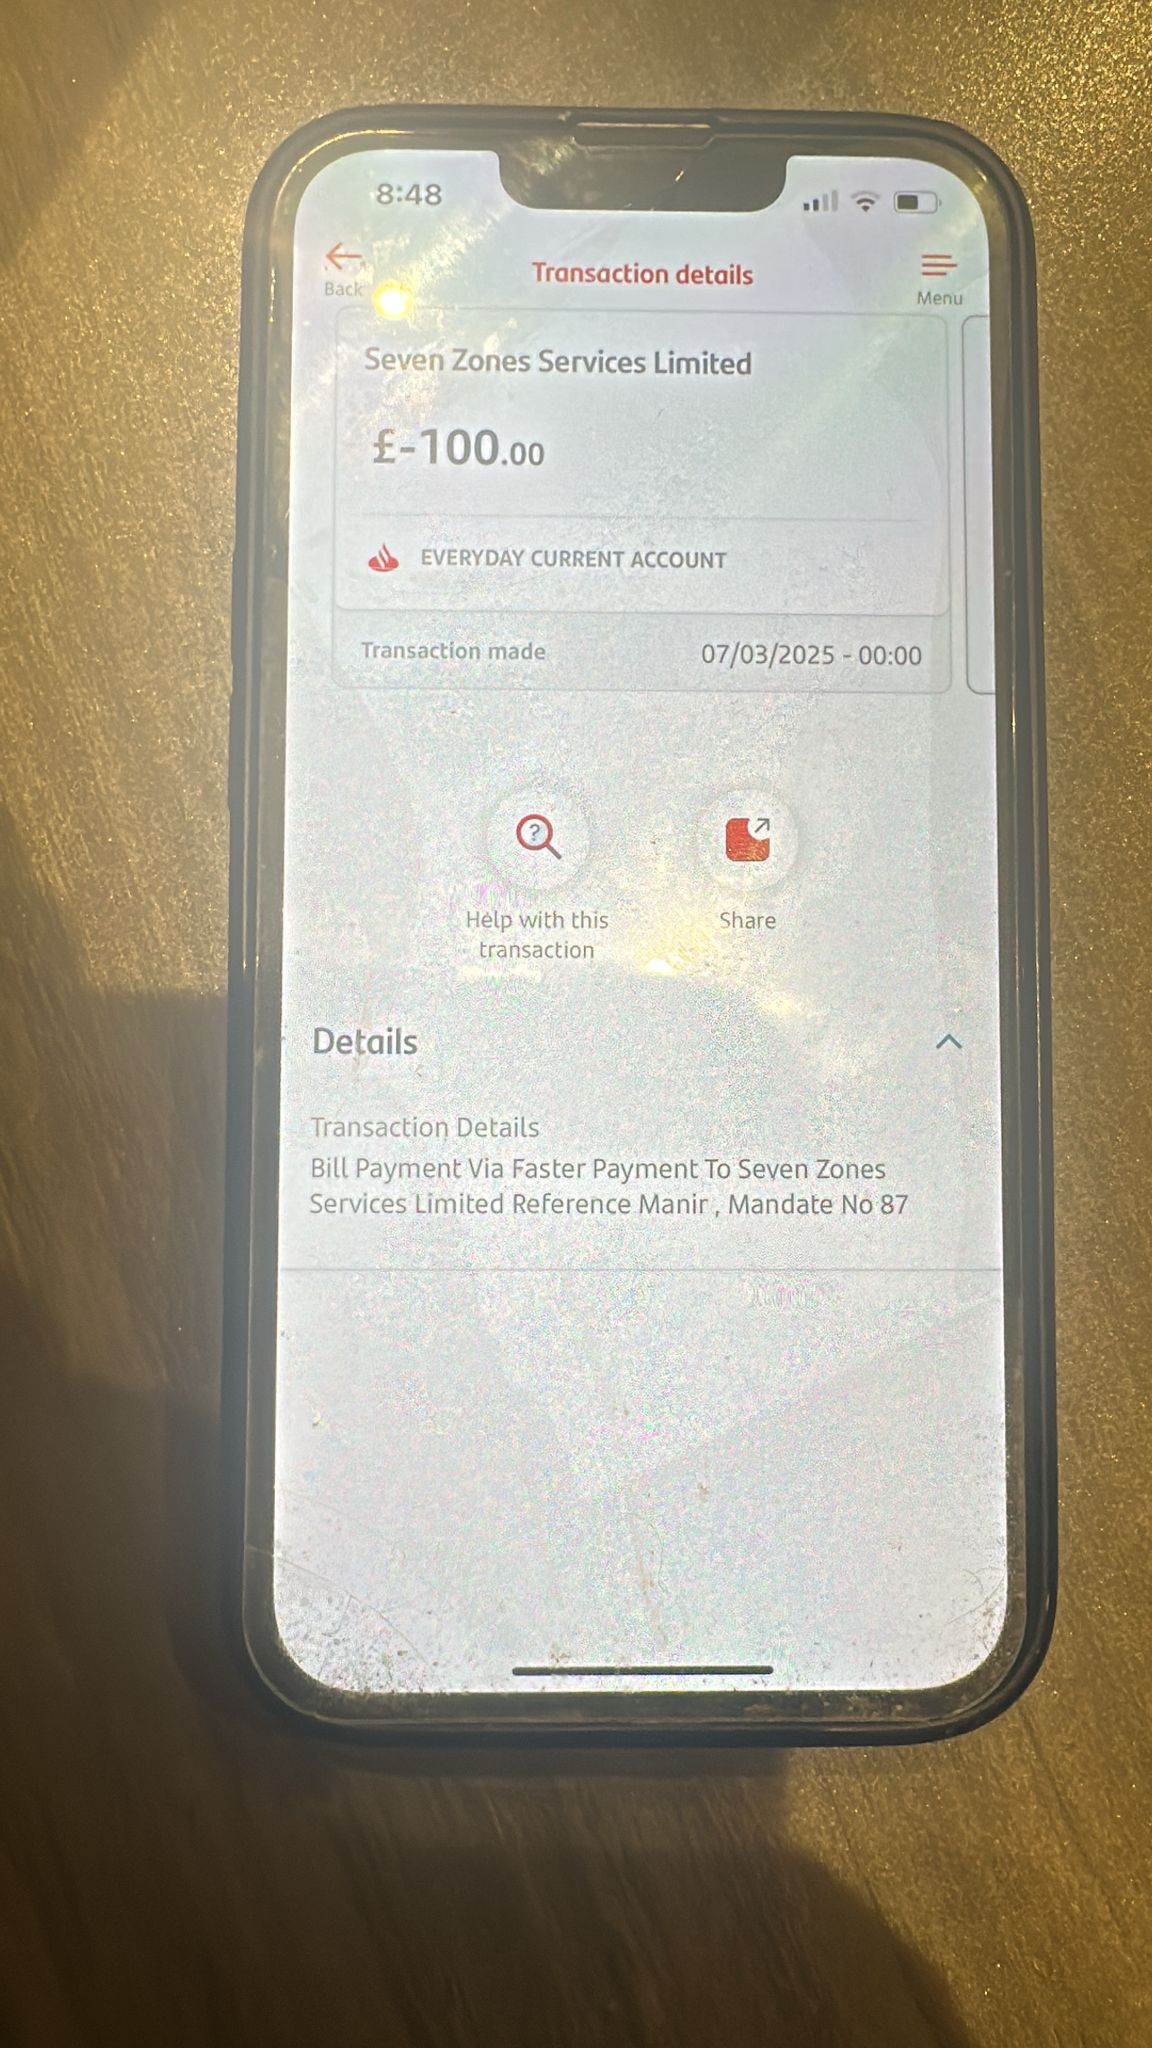 8:48
Back
Transaction details
Menu
Seven Zones Services Limited
£-100.00
EVERYDAY CURRENT ACCOUNT
Transaction made 07/03/2025 - 00:00
Help with this
transaction
Share
Details
Transaction Details
Bill Payment Via Faster Payment To Seven Zones
Services Limited Reference Manir , Mandate No 87